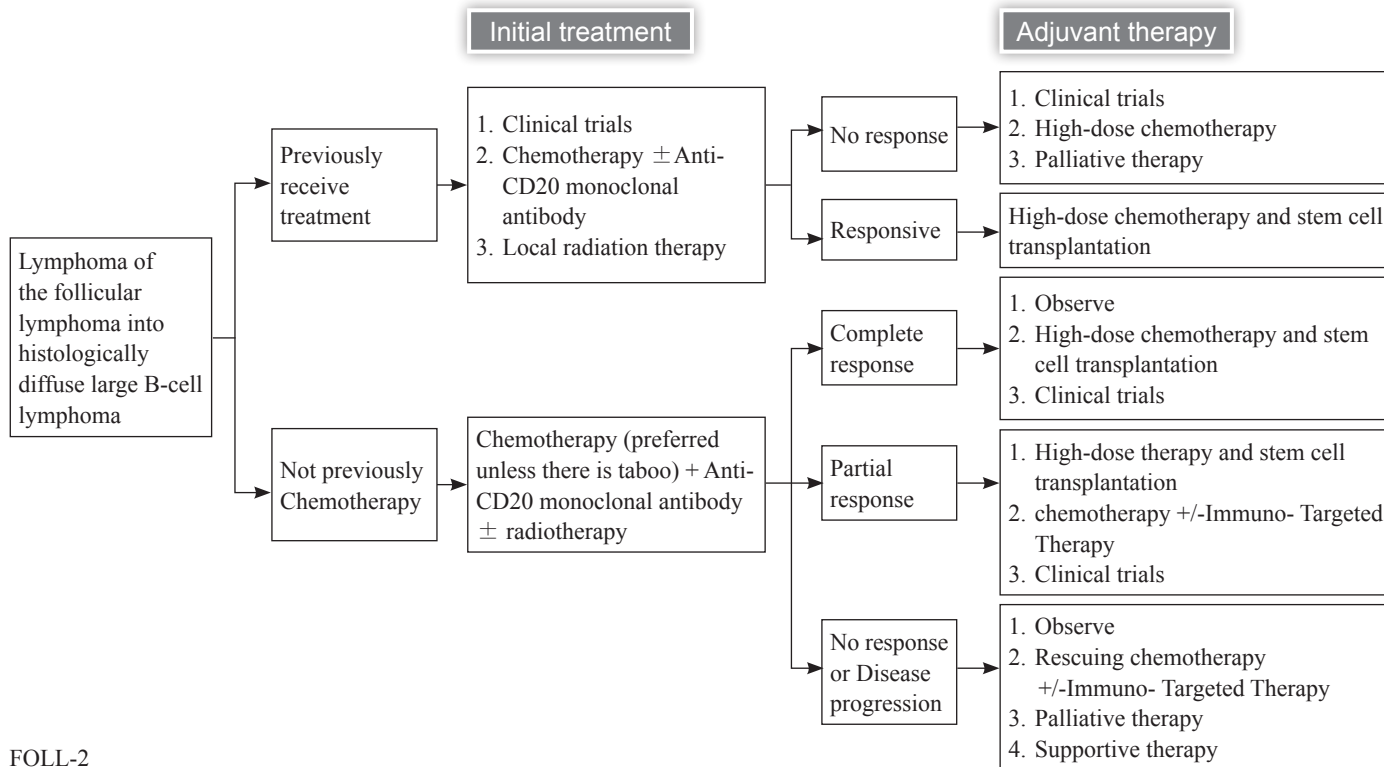 Initial treatment
Adjuvant therapy
Lymphoma of
the follicular
lymphoma into
histologically
diffuse large B-cell
lymphoma
Previously
receive
treatment
1. Clinical trials
2. Chemotherapy ±Anti-
CD20 monoclonal
antibody
3. Local radiation therapy
No response
1. Clinical trials
2. High-dose chemotherapy
3. Palliative therapy
Responsive
High-dose chemotherapy and stem cell
transplantation
Not previously
Chemotherapy
Chemotherapy (preferred
unless there is taboo) + Anti-
CD20 monoclonal antibody
± radiotherapy
Complete
response
1. Observe
2. High-dose chemotherapy and stem
cell transplantation
3. Clinical trials
Partial
response
1. High-dose therapy and stem cell
transplantation
2. chemotherapy +/-Immuno- Targeted
Therapy
3. Clinical trials
No response
or Disease
progression
1. Observe
2. Rescuing chemotherapy
+/-Immuno- Targeted Therapy
3. Palliative therapy
4. Supportive therapy
FOLL-2